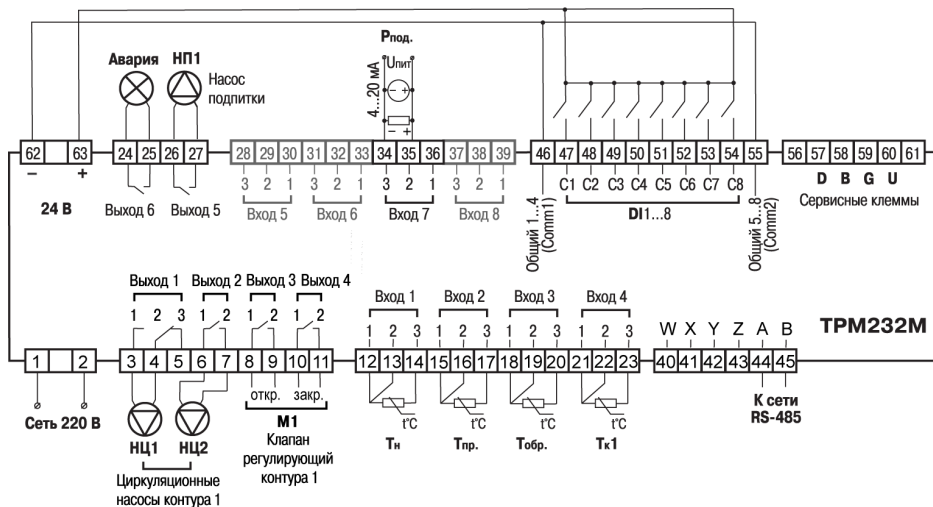 Авария
НП1
Насос
подпитки
Pпод.
Uпит
4...20 мА
− +
62 63
24 25 26 27
28 29 30 31 32 33 34 35 36 37 38 39
46 47 48 49 50 51 52 53 54 55
56 57 58 59 60 61
− +
24 В
Выход 6
Выход 5
3 2 1 3 2 1 3 2 1 3 2 1
Вход 5
Вход 6
Вход 7
Вход 8
C1 C2 C3 C4 C5 C6 C7 C8
DI1...8
Общий 1...4
(Comm1)
Общий 5...8
(Comm2)
D B G U
Сервисные клеммы
Выход 1 Выход 2 Выход 3 Выход 4
1 2 3 1 2 1 2 1 2
Вход 1 Вход 2 Вход 3 Вход 4
1 2 3 1 2 3 1 2 3 1 2 3
W X Y Z A B
ТРМ232М
1 2
3 4 5 6 7 8 9 10 11
12 13 14 15 16 17 18 19 20 21 22 23
40 41 42 43 44 45
Сеть 220 В
НЦ1 НЦ2
Циркуляционные
насосы контура 1
откр. закр.
М1
Клапан
регулирующий
контура 1
t°C t°C t°C t°C
Tн Tпр. Tобр. Tк1
К сети
RS-485